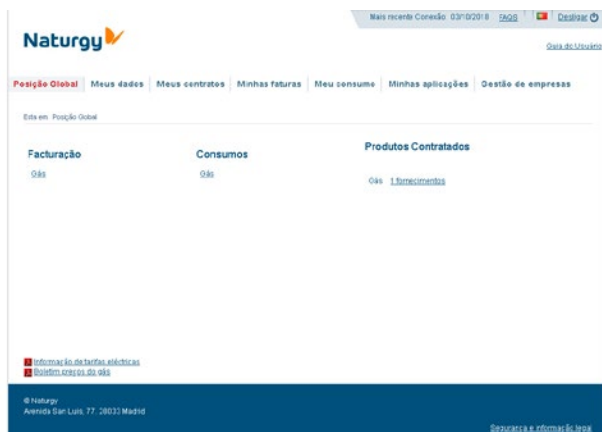 Mais recente Conexão 03/10/2018 FAQS Desligar
Naturgy
Guia do Usuário
Posição Global Meus dados Meus contratos Minhas faturas Meu consumo Minhas aplicações Gestão de empresas
Esta em Posição Global
Facturação Consumos Produtos Contratados
Gás Gás Gás 1 fornecimentos
Informação de tarifas eléctricas
Boletim preços do gás
© Naturgy
Avenida San Luis, 77, 28033 Madrid
Segurança e informação legal